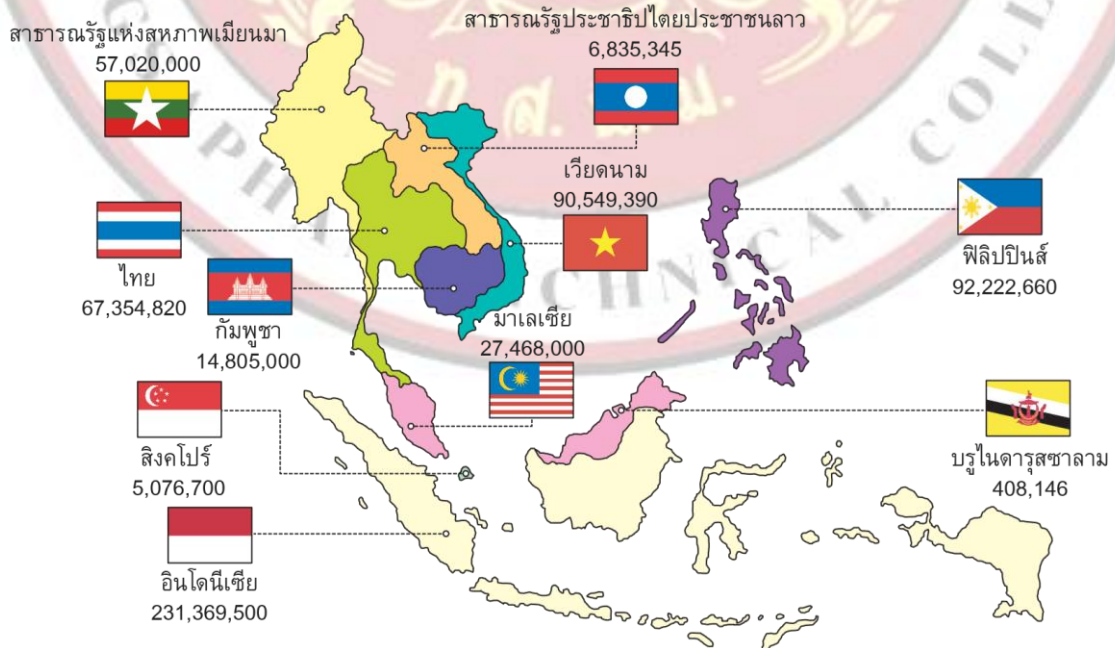 สาธารณรัฐแห่งสหภาพเมียนมา
57,020,000
สาธารณรัฐประชาธิปไตยประชาชนลาว
6,835,345
เวียดนาม
90,549,390
ฟิลิปปินส์
92,222,660
ไทย
67,354,820
กัมพูชา
14,805,000
มาเลเซีย
27,468,000
สิงคโปร์
5,076,700
บรูไนดารุสซาลาม
408,146
อินโดนีเซีย
231,369,500